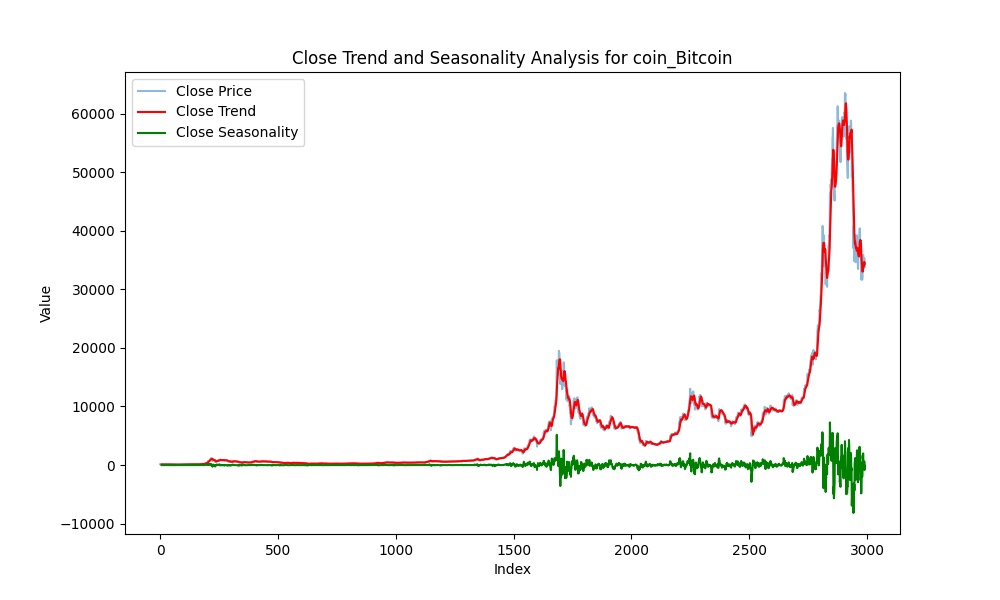 Close Trend and Seasonality Analysis for coin_Bitcoin
Close Price
Close Trend
Close Seasonality
60000
50000
40000
30000
20000
10000
0
−10000
Value
0 500 1000 1500 2000 2500 3000
Index